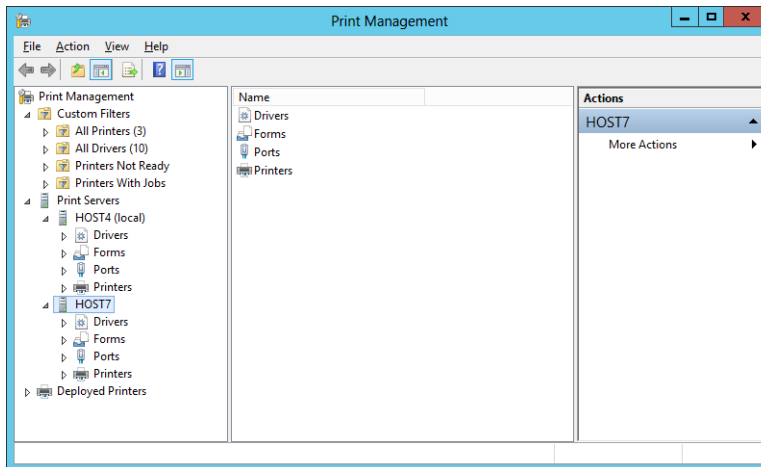 Print Management
File Action View Help
Print Management
Custom Filters
All Printers (3)
All Drivers (10)
Printers Not Ready
Printers With Jobs
Print Servers
HOST4 (local)
Drivers
Forms
Ports
Printers
HOST7
Drivers
Forms
Ports
Printers
Deployed Printers
Name
Drivers
Forms
Ports
Printers
Actions
HOST7
More Actions